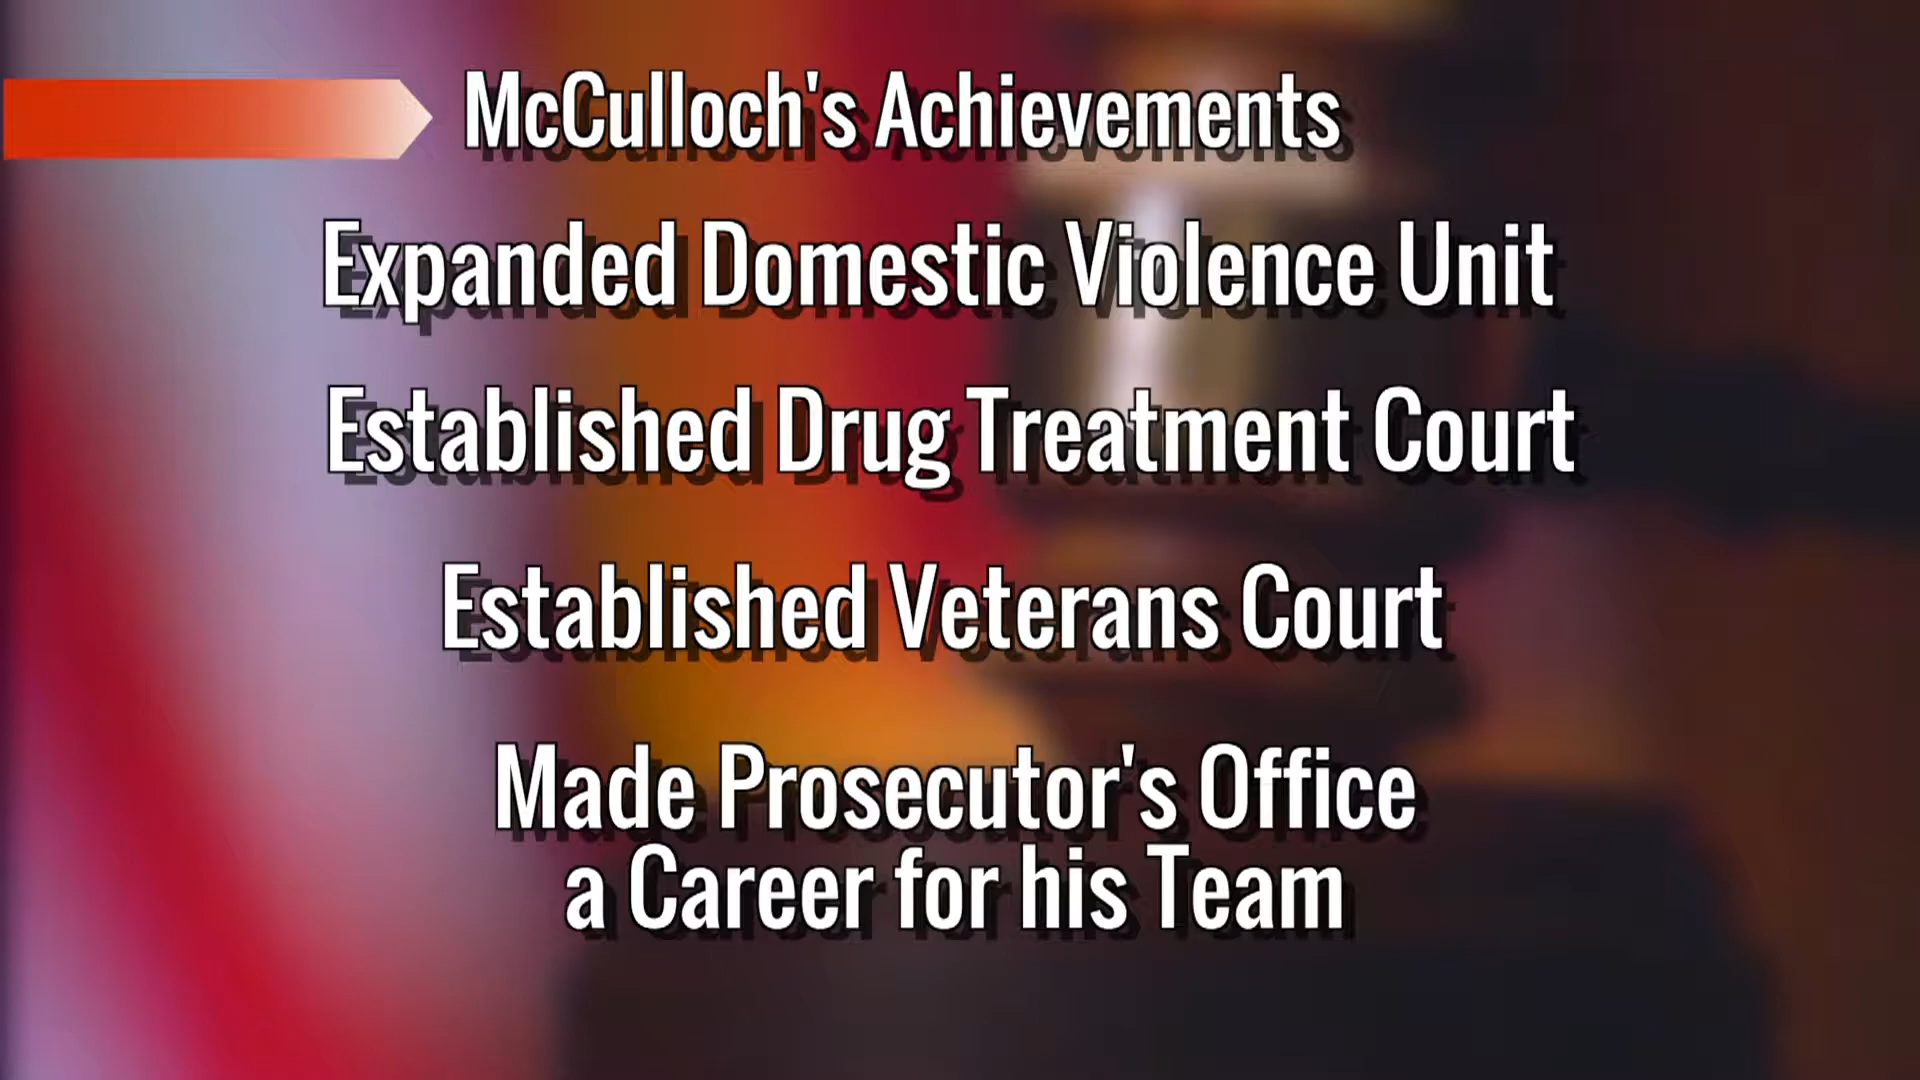 McCulloch's Achievements
Expanded Domestic Violence Unit
Established Drug Treatment Court
Established Veterans Court
Made Prosecutor's Office
a Career for his Team